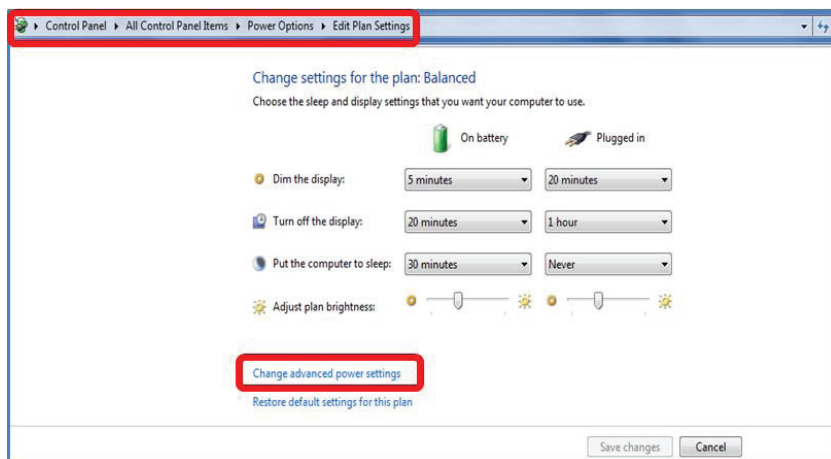 Control Panel ▸ All Control Panel Items ▸ Power Options ▸ Edit Plan Settings
Change settings for the plan: Balanced
Choose the sleep and display settings that you want your computer to use.
On battery Plugged in
Dim the display: 5 minutes 20 minutes
Turn off the display: 20 minutes 1 hour
Put the computer to sleep: 30 minutes Never
Adjust plan brightness:
Change advanced power settings
Restore default settings for this plan
Save changes Cancel